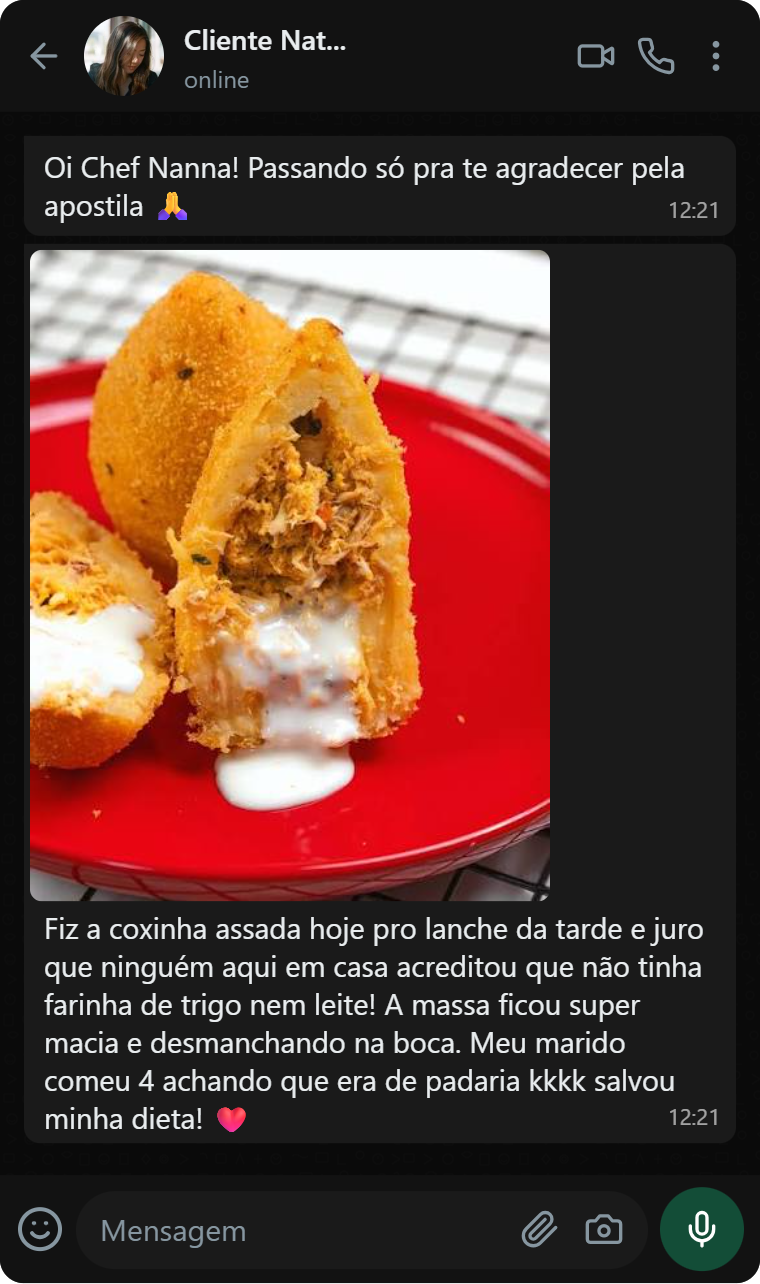 Cliente Nat...
online
Oi Chef Nanna! Passando só pra te agradecer pela
apostila 🙏
12:21
Fiz a coxinha assada hoje pro lanche da tarde e juro
que ninguém aqui em casa acreditou que não tinha
farinha de trigo nem leite! A massa ficou super
macia e desmanchando na boca. Meu marido
comeu 4 achando que era de padaria kkkk salvou
minha dieta! ❤️
12:21
Mensagem